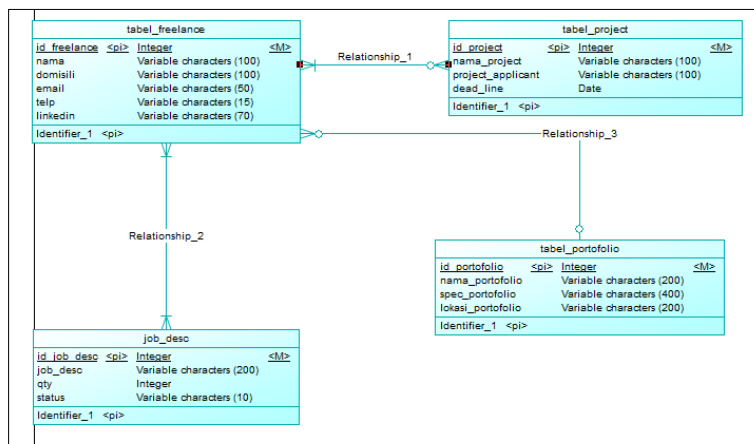 tabel_freelance
id_freelance <pi> Integer <M>
nama Variable characters (100)
domisili Variable characters (100)
email Variable characters (50)
telp Variable characters (15)
linkedin Variable characters (70)
Identifier_1 <pi>
Relationship_1
tabel_project
id_project <pi> Integer <M>
nama_project Variable characters (100)
project_applicant Variable characters (100)
dead_line Date
Identifier_1 <pi>
Relationship_3
Relationship_2
tabel_portofolio
id_portofolio <pi> Integer <M>
nama_portofolio Variable characters (200)
spec_portofolio Variable characters (400)
lokasi_portofolio Variable characters (200)
Identifier_1 <pi>
job_desc
id_job_desc <pi> Integer <M>
job_desc Variable characters (200)
qty Integer
status Variable characters (10)
Identifier_1 <pi>